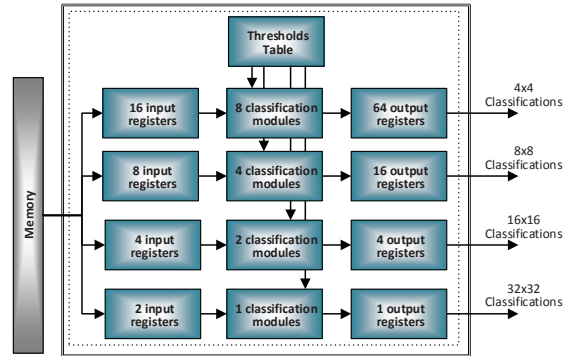 Thresholds
Table
Memory
16 input
registers
8 classification
modules
64 output
registers
4x4
Classifications
8 input
registers
4 classification
modules
16 output
registers
8x8
Classifications
4 input
registers
2 classification
modules
4 output
registers
16x16
Classifications
2 input
registers
1 classification
modules
1 output
registers
32x32
Classifications